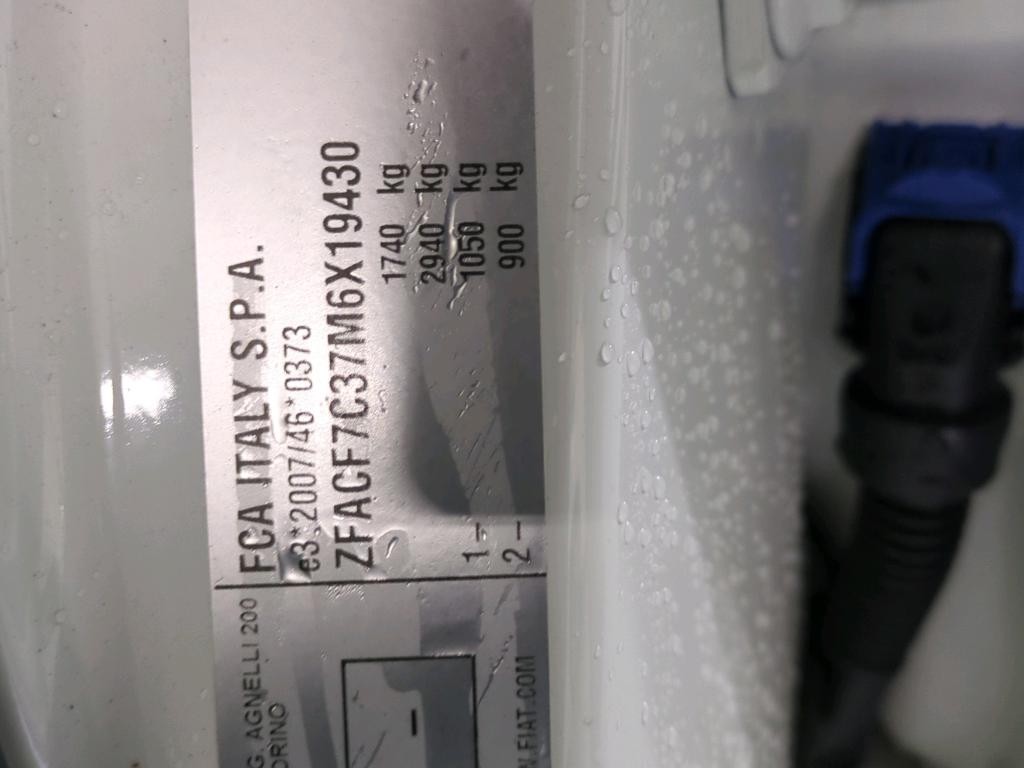 FCA ITALY S.P.A.
e3*2007/46*0373
ZFACF7C37M6X19430
1740 kg
2940 kg
1- 1050 kg
2- 900 kg
G. AGNELLI 200
ORINO
-
N.FIAT.COM